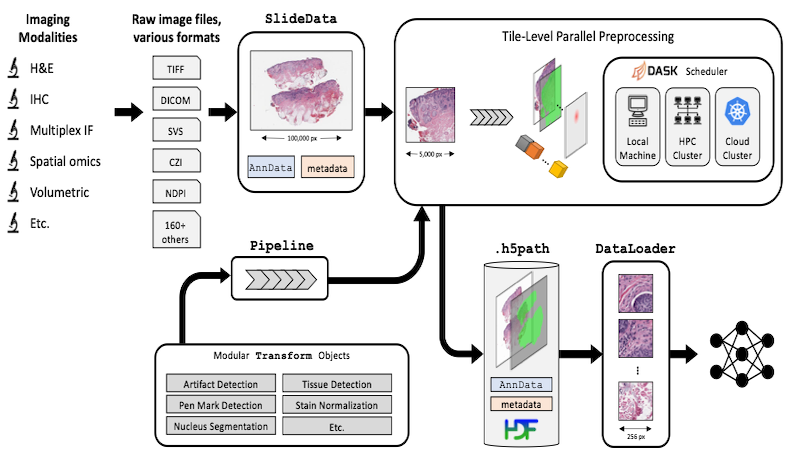 Imaging
Modalities
H&E
IHC
Multiplex IF
Spatial omics
Volumetric
Etc.
Raw image files,
various formats
TIFF
DICOM
SVS
CZI
NDPI
160+
others
SlideData
100,000 px
AnnData
metadata
Tile-Level Parallel Preprocessing
5,000 px
DASK Scheduler
Local
Machine
HPC
Cluster
Cloud
Cluster
Pipeline
Modular Transform Objects
Artifact Detection
Tissue Detection
Pen Mark Detection
Stain Normalization
Nucleus Segmentation
Etc.
.h5path
AnnData
metadata
HDF
DataLoader
256 px